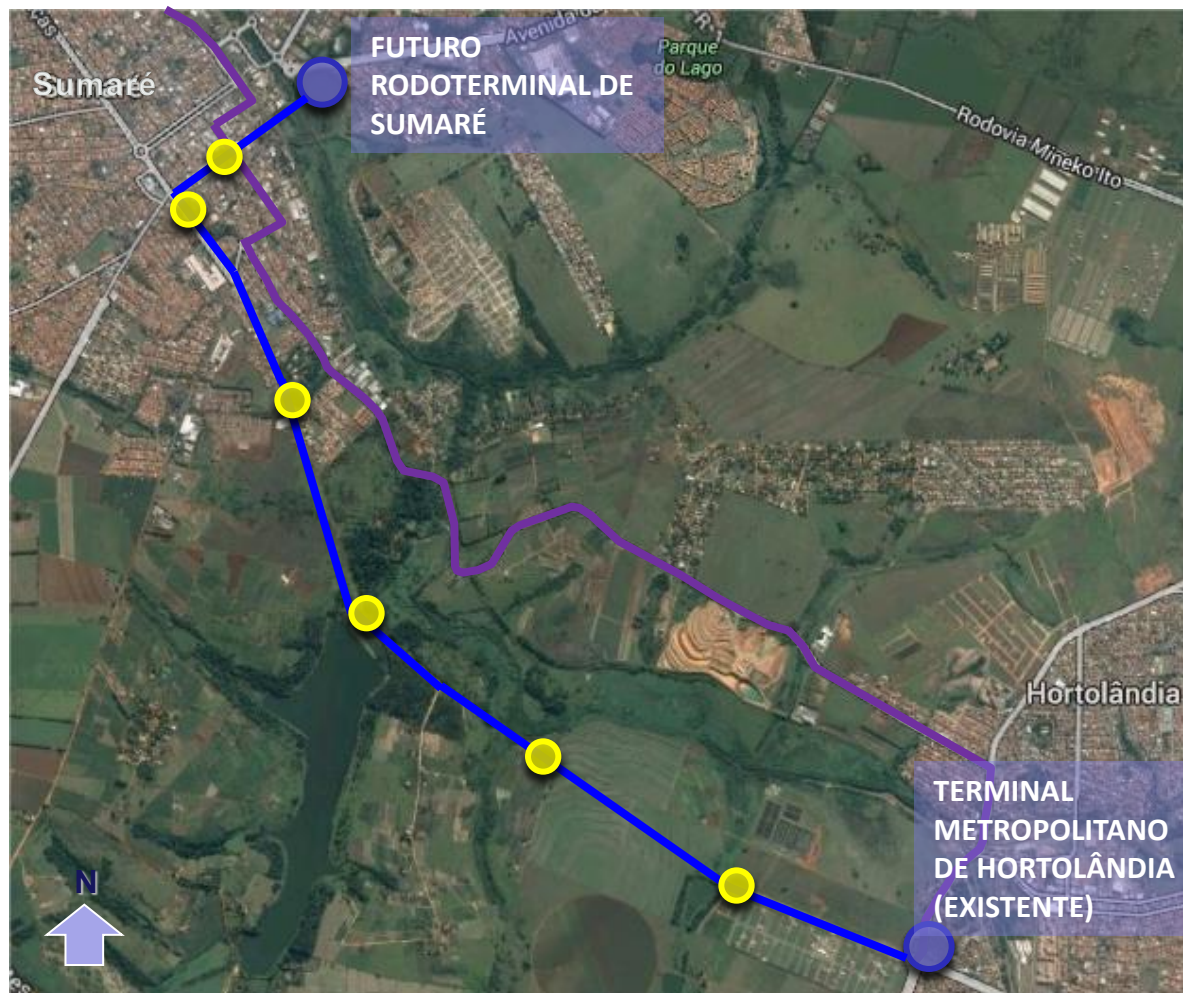 FUTURO
RODOTERMINAL DE
SUMARÉ
Sumaré
Parque
do Lago
Rodovia Mineko Ito
Hortolândia
TERMINAL
METROPOLITANO
DE HORTOLÂNDIA
(EXISTENTE)
N